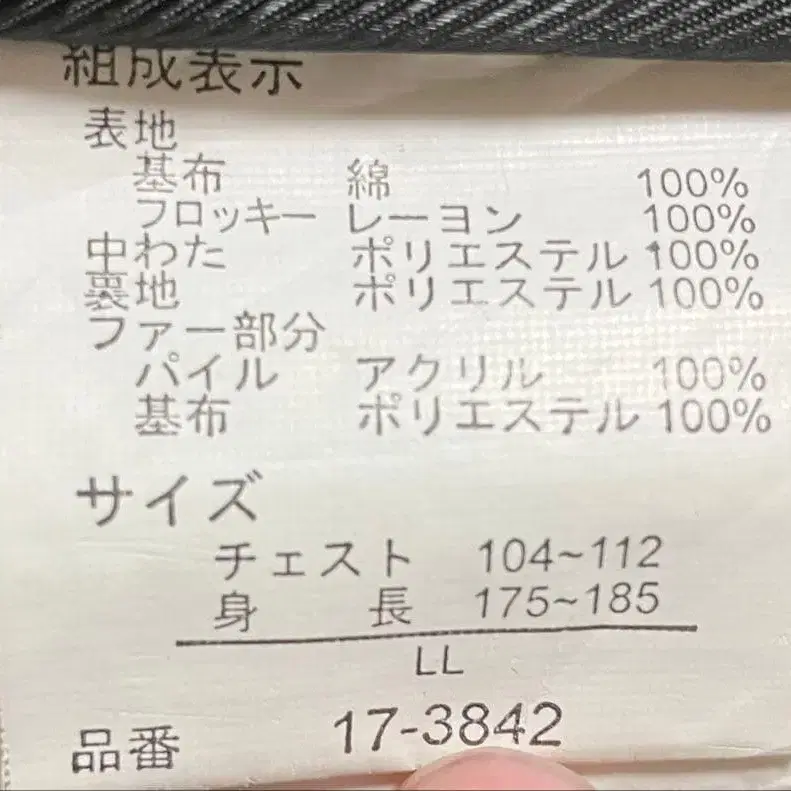 組成表示
表地
基布 綿 100%
フロッキー レーヨン 100%
中わた ポリエステル 100%
裏地 ポリエステル 100%
ファー部分
パイル アクリル 100%
基布 ポリエステル 100%
サイズ
チェスト 104~112
身長 175~185
LL
品番 17-3842